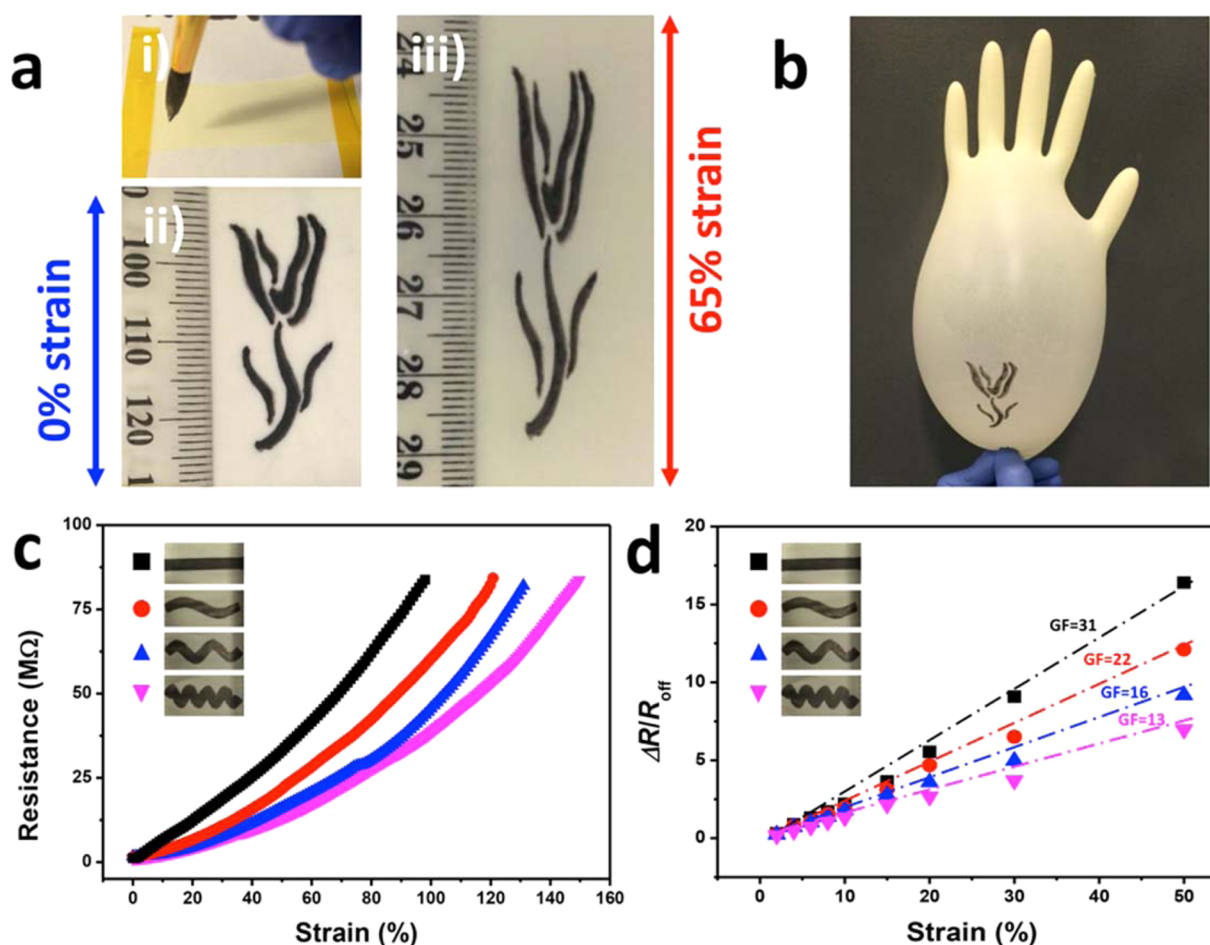 a
i)
ii)
0% strain
0
100
110
120
1
iii)
24
25
26
27
28
29
65% strain
b
c
100
75
50
25
0
Resistance (MΩ)
0 20 40 60 80 100 120 140 160
Strain (%)
d
20
15
10
5
0
ΔR/R_off
GF=31
GF=22
GF=16
GF=13
0 10 20 30 40 50
Strain (%)